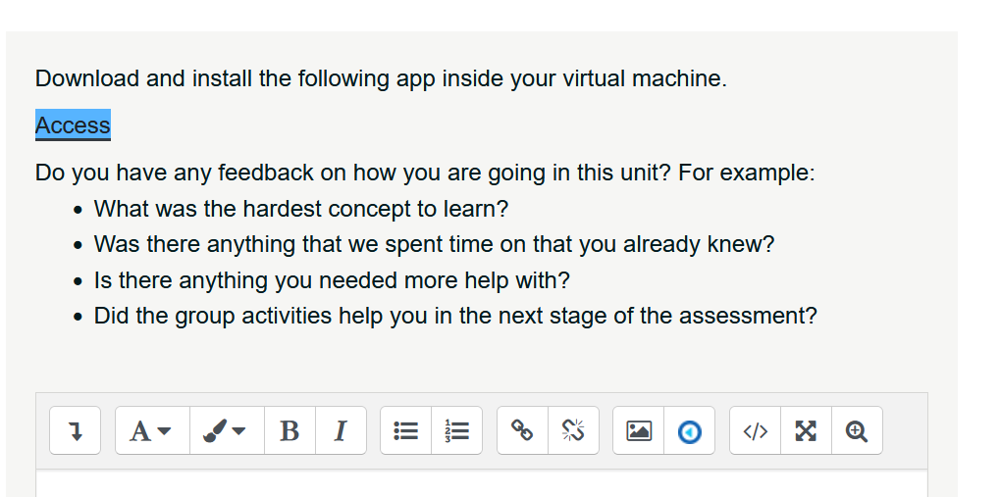 Download and install the following app inside your virtual machine.
Access
Do you have any feedback on how you are going in this unit? For example:
• What was the hardest concept to learn?
• Was there anything that we spent time on that you already knew?
• Is there anything you needed more help with?
• Did the group activities help you in the next stage of the assessment?
A B I